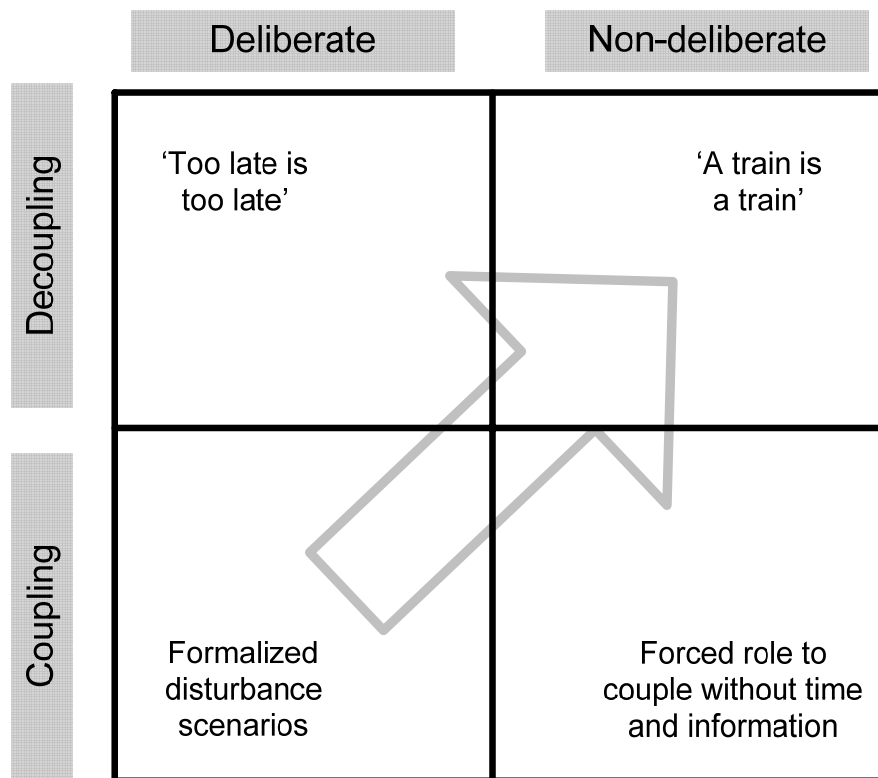 Deliberate
Non-deliberate
Decoupling
‘Too late is
too late’
‘A train is
a train’
Coupling
Formalized
disturbance
scenarios
Forced role to
couple without time
and information